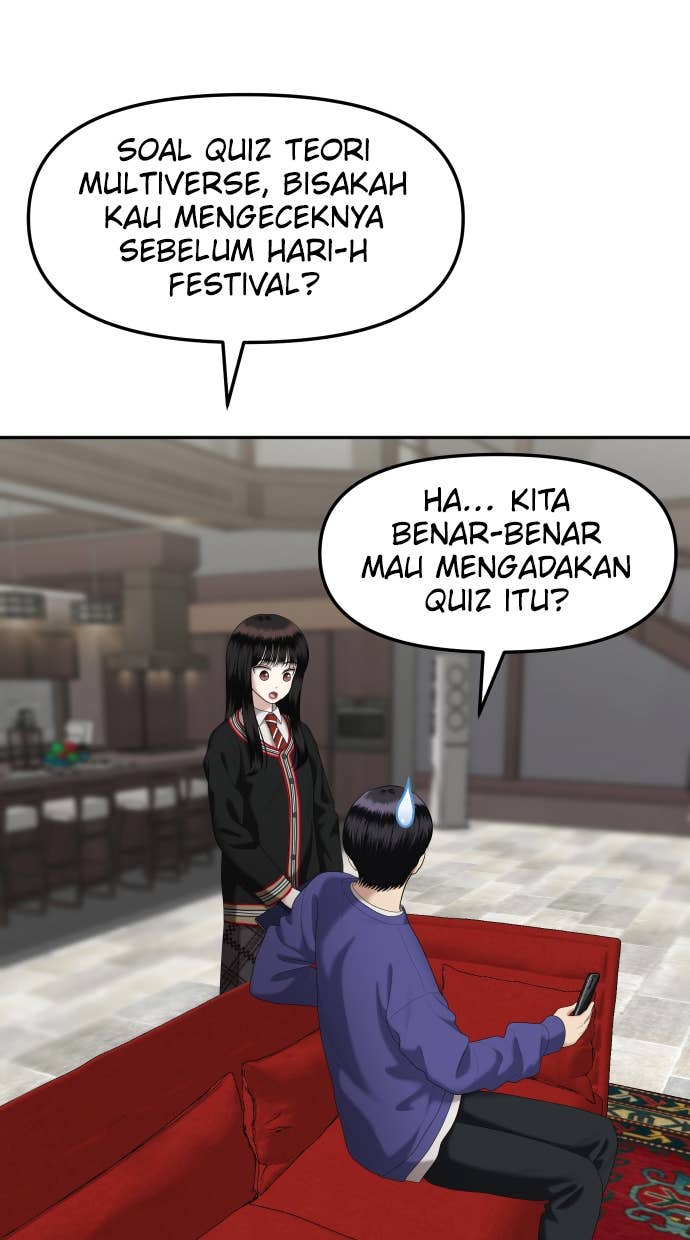 SOAL QUIZ TEORI
MULTIVERSE, BISAKAH
KAU MENGECEKNYA
SEBELUM HARI-H
FESTIVAL?
HA... KITA
BENAR-BENAR
MAU MENGADAKAN
QUIZ ITU?